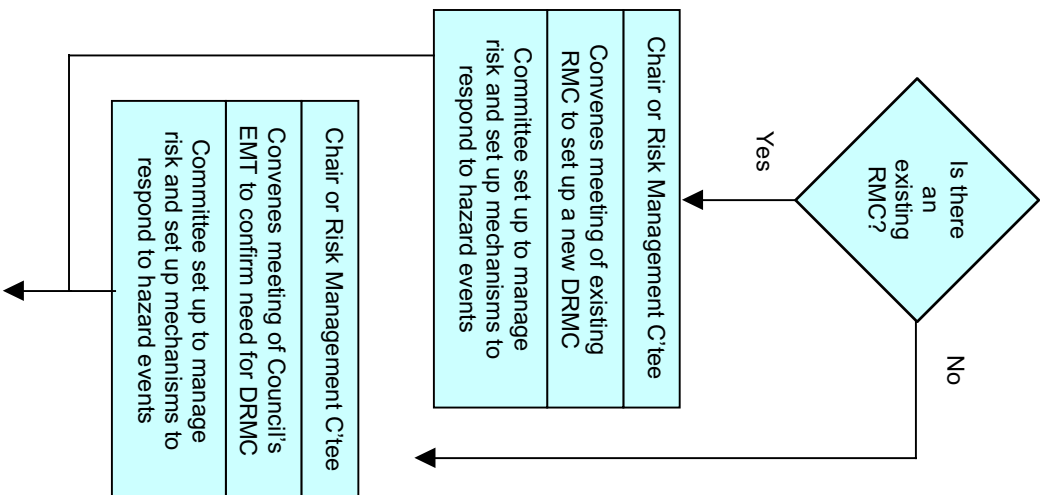 Is there
an
existing
RMC?
Yes
No
Chair or Risk Management C'tee
Convenes meeting of existing
RMC to set up a new DRMC
Committee set up to manage
risk and set up mechanisms to
respond to hazard events
Chair or Risk Management C'tee
Convenes meeting of Council's
EMT to confirm need for DRMC
Committee set up to manage
risk and set up mechanisms to
respond to hazard events